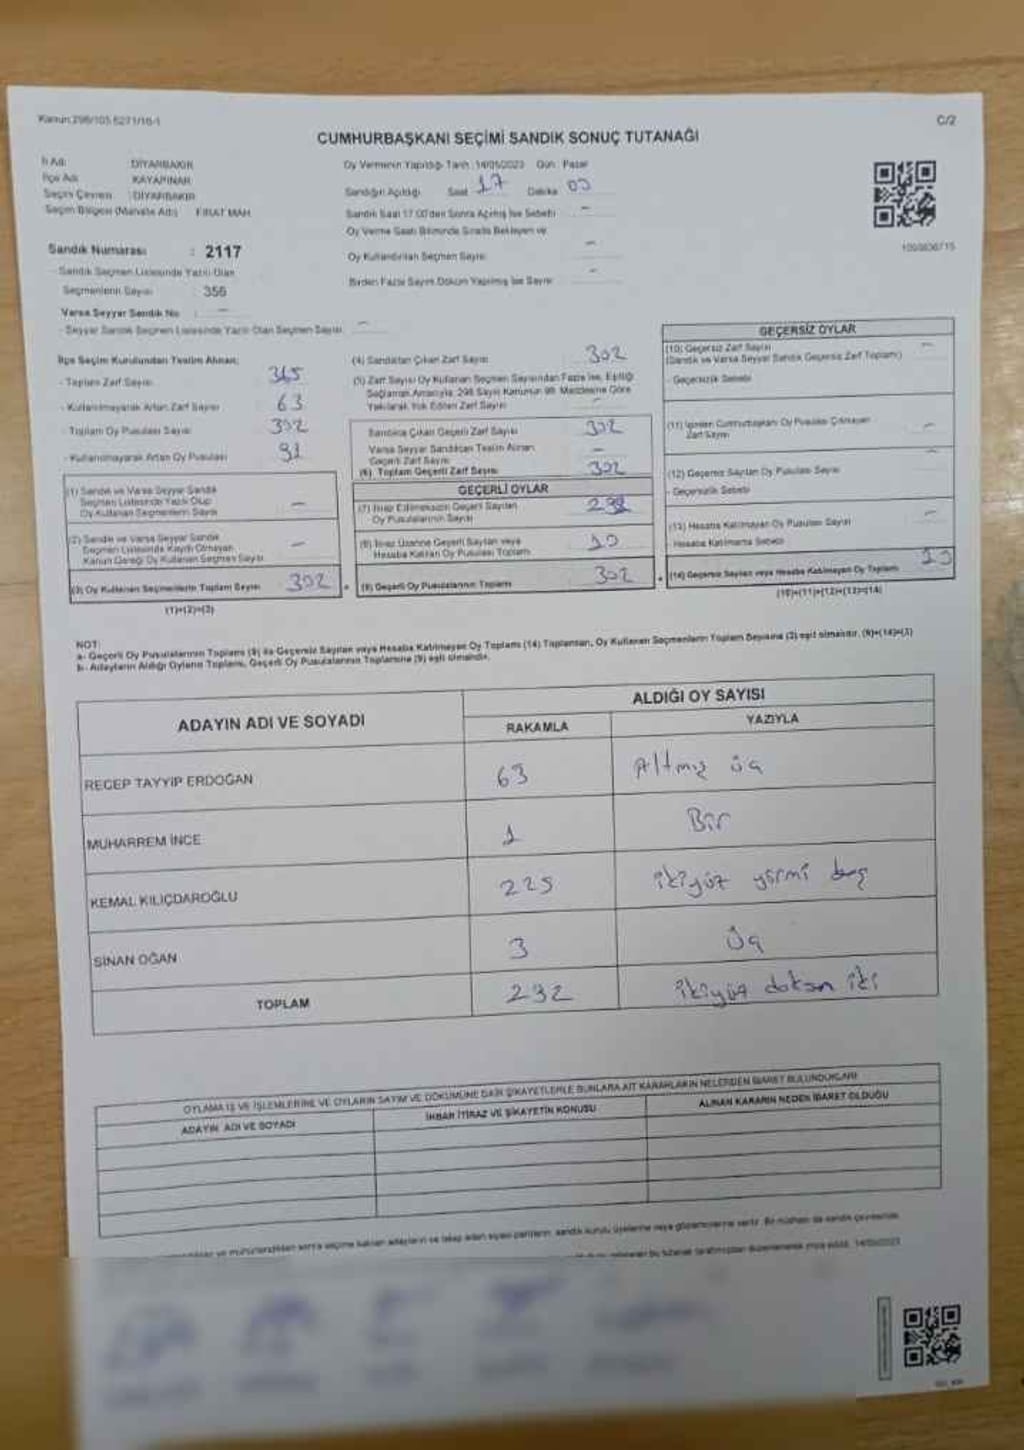 Kanun:298/105.6271/16-1
C/2
CUMHURBAŞKANI SEÇİMİ SANDIK SONUÇ TUTANAĞI
İli Adı DİYARBAKIR
İlçe Adı KAYAPINAR
Seçim Çevresi : DİYARBAKIR
Seçim Bölgesi (Mahalle Adı) FIRAT MAH.
Oy Vermenin Yapıldığı Tarih :14/05/2023 Gün : Pazar
Sandığın Açıldığı Saat 17 Dakika 00
Sandık Saat 17.00'den Sonra Açılmış İse Sebebi –
Oy Verme Saati Bitiminde Sırada Bekleyen ve
Oy Kullandırılan Seçmen Sayısı –
Birden Fazla Sayım Döküm Yapılmış İse Sayısı –
Sandık Numarası : 2117
- Sandık Seçmen Listesinde Yazılı Olan
Seçmenlerin Sayısı : 356
Varsa Seyyar Sandık No : –
- Seyyar Sandık Seçmen Listesinde Yazılı Olan Seçmen Sayısı –
İlçe Seçim Kurulundan Teslim Alınan;
- Toplam Zarf Sayısı 365
- Kullanılmayarak Artan Zarf Sayısı 63
- Toplam Oy Pusulası Sayısı
- Kullanılmayarak Artan Oy Pusulası
(1) Sandık ve Varsa Seyyar Sandık
Seçmen Listesinde Yazılı Olup
Oy Kullanan Seçmenlerin Sayısı –
(2) Sandık ve Varsa Seyyar Sandık
Seçmen Listesinde Kayıtlı Olmayan
Kanun Gereği Oy Kullanan Seçmen Sayısı –
(3) Oy Kullanan Seçmenlerin Toplam Sayısı 302
(1)+(2)=(3)
(4) Sandıktan Çıkan Zarf Sayısı 302
(5) Zarf Sayısı Oy Kullanan Seçmen Sayısından Fazla İse, Eşitliği
Sağlamak Amacıyla, 298 Sayılı Kanunun 98. Maddesine Göre
Yakılarak Yok Edilen Zarf Sayısı –
Sandıkta Çıkan Geçerli Zarf Sayısı 302
Varsa Seyyar Sandıktan Teslim Alınan
Geçerli Zarf Sayısı –
(6) Toplam Geçerli Zarf Sayısı 302
GEÇERLİ OYLAR
(7) İtiraz Edilmeksizin Geçerli Sayılan
Oy Pusulalarının Sayısı
(8) İtiraz Üzerine Geçerli Sayılan veya
Hesaba Katılan Oy Pusulası Toplamı 10
(9) Geçerli Oy Pusulalarının Toplamı 302
GEÇERSİZ OYLAR
(10) Geçersiz Zarf Sayısı –
(Sandık ve Varsa Seyyar Sandık Geçersiz Zarf Toplamı)
- Geçersizlik Sebebi
(11) İçinden Cumhurbaşkanı Oy Pusulası Çıkmayan
Zarf Sayısı –
(12) Geçersiz Sayılan Oy Pusulası Sayısı –
- Geçersizlik Sebebi
(13) Hesaba Katılmayan Oy Pusulası Sayısı –
- Hesaba Katılmama Sebebi
(14) Geçersiz Sayılan veya Hesaba Katılmayan Oy Toplamı 10
(10)+(11)+(12)+(13)=(14)
NOT:
a- Geçerli Oy Pusulalarının Toplamı (9) ile Geçersiz Sayılan veya Hesaba Katılmayan Oy Toplamı (14) Toplamları, Oy Kullanan Seçmenlerin Toplam Sayısına (3) eşit olmalıdır. (9)+(14)=(3)
b- Adayların Aldığı Oyların Toplamı, Geçerli Oy Pusulalarının Toplamına (9) eşit olmalıdır.
ADAYIN ADI VE SOYADI
ALDIĞI OY SAYISI
RAKAMLA YAZIYLA
RECEP TAYYİP ERDOĞAN 63 Altmış üç
MUHARREM İNCE 1 Bir
KEMAL KILIÇDAROĞLU 225 ikiyüz yirmi beş
SİNAN OĞAN 3 Üç
TOPLAM 292 ikiyüz doksan iki
OYLAMA İŞ VE İŞLEMLERİNE VE OYLARIN SAYIM VE DÖKÜMÜNE DAİR ŞİKAYETLERLE BUNLARA AİT KARARLARIN NELERDEN İBARET BULUNDUKLARI
ADAYIN ADI VE SOYADI
İHBAR İTİRAZ VE ŞİKAYETİN KONUSU
ALINAN KARARIN NEDEN İBARET OLDUĞU